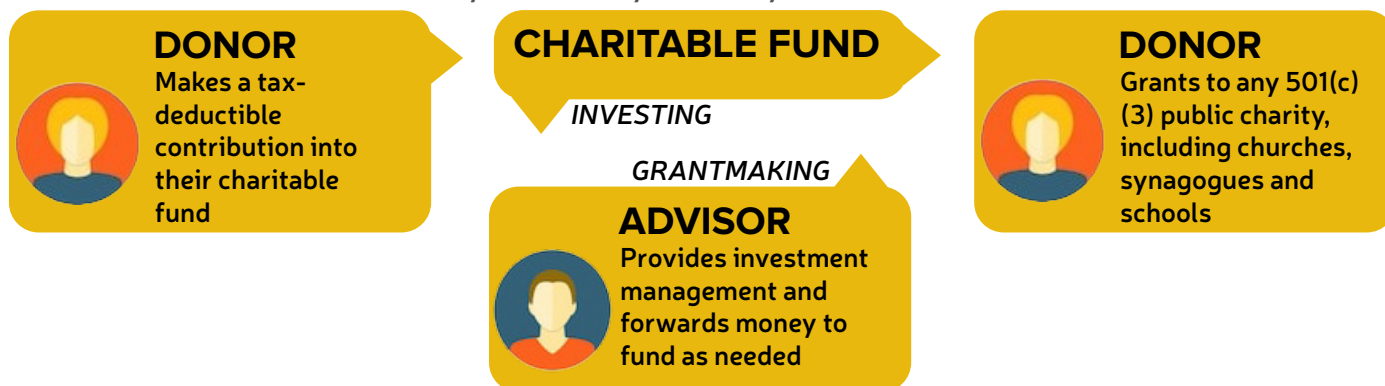 DONOR
Makes a tax-
deductible
contribution into
their charitable
fund
CHARITABLE FUND
INVESTING
GRANTMAKING
ADVISOR
Provides investment
management and
forwards money to
fund as needed
DONOR
Grants to any 501(c)
(3) public charity,
including churches,
synagogues and
schools